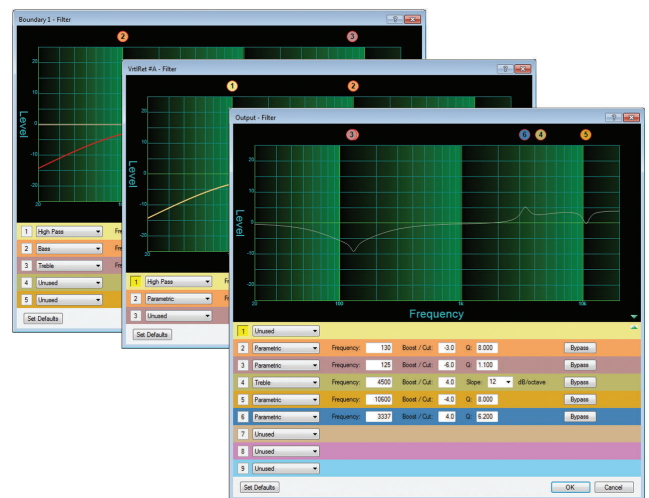 Boundary 1 - Filter
2
3
20
10
0
-10
-20
Level
20
1 High Pass
2 Bass
3 Treble
4 Unused
5 Unused
Set Defaults
VrtlRet #A - Filter
1
2
20
10
0
-10
-20
Level
20
1 High Pass
2 Parametric
3 Unused
Set Defaults
Output - Filter
3
6
4
5
20
10
0
-10
-20
Level
20
100
1k
10k
Frequency
1 Unused
2 Parametric Frequency: 130 Boost / Cut: -3.0 Q: 8.000 Bypass
3 Parametric Frequency: 125 Boost / Cut: -6.0 Q: 1.100 Bypass
4 Treble Frequency: 4500 Boost / Cut: 4.0 Slope: 12 dB/octave Bypass
5 Parametric Frequency: 10600 Boost / Cut: -4.0 Q: 8.000 Bypass
6 Parametric Frequency: 3337 Boost / Cut: 4.0 Q: 6.200 Bypass
7 Unused
8 Unused
9 Unused
Set Defaults OK Cancel